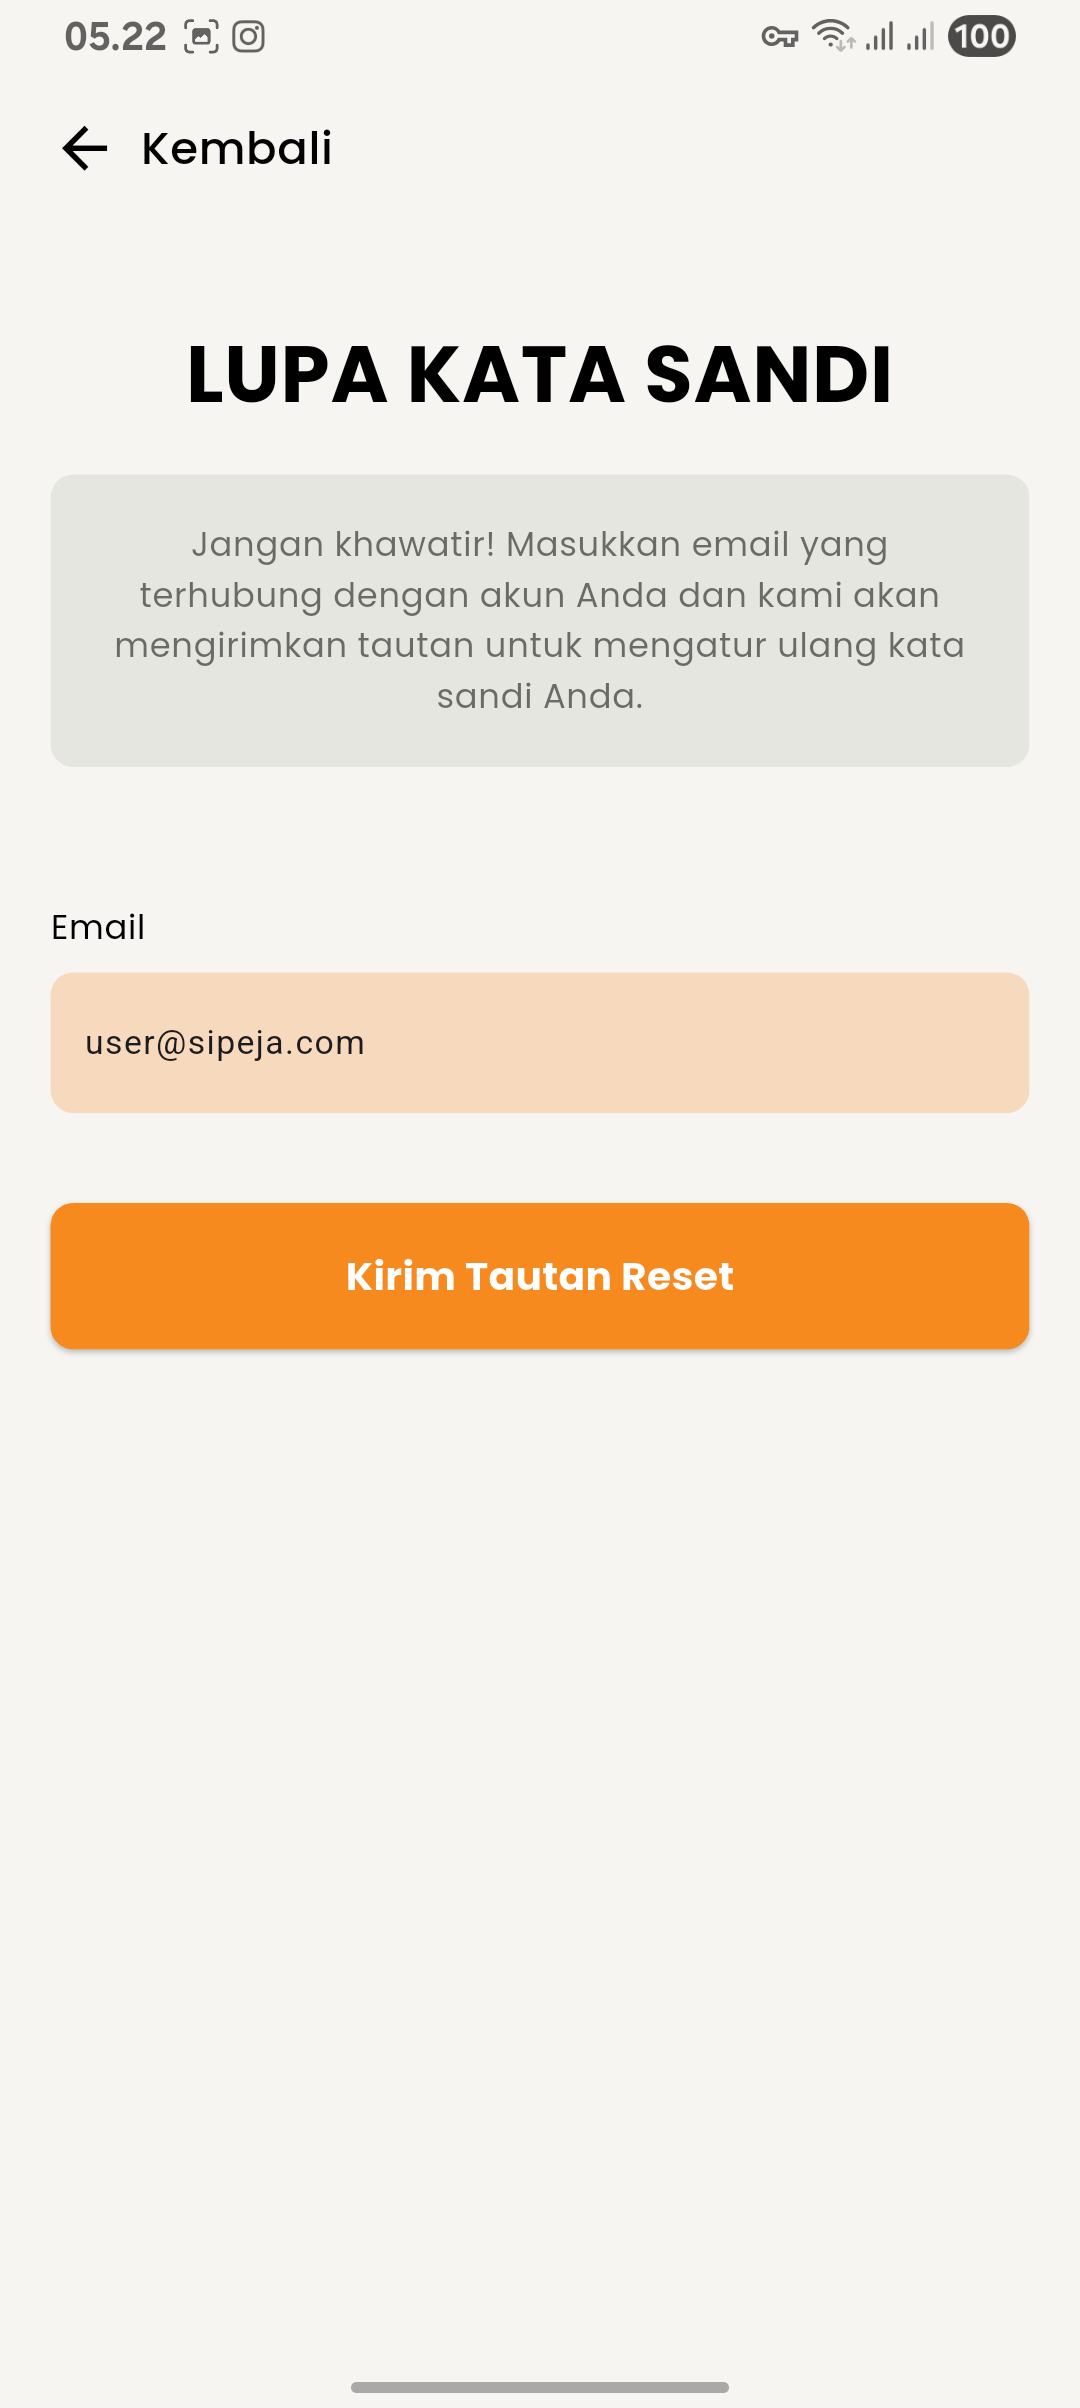 05.22
100
Kembali
LUPA KATA SANDI
Jangan khawatir! Masukkan email yang
terhubung dengan akun Anda dan kami akan
mengirimkan tautan untuk mengatur ulang kata
sandi Anda.
Email
user@sipeja.com
Kirim Tautan Reset